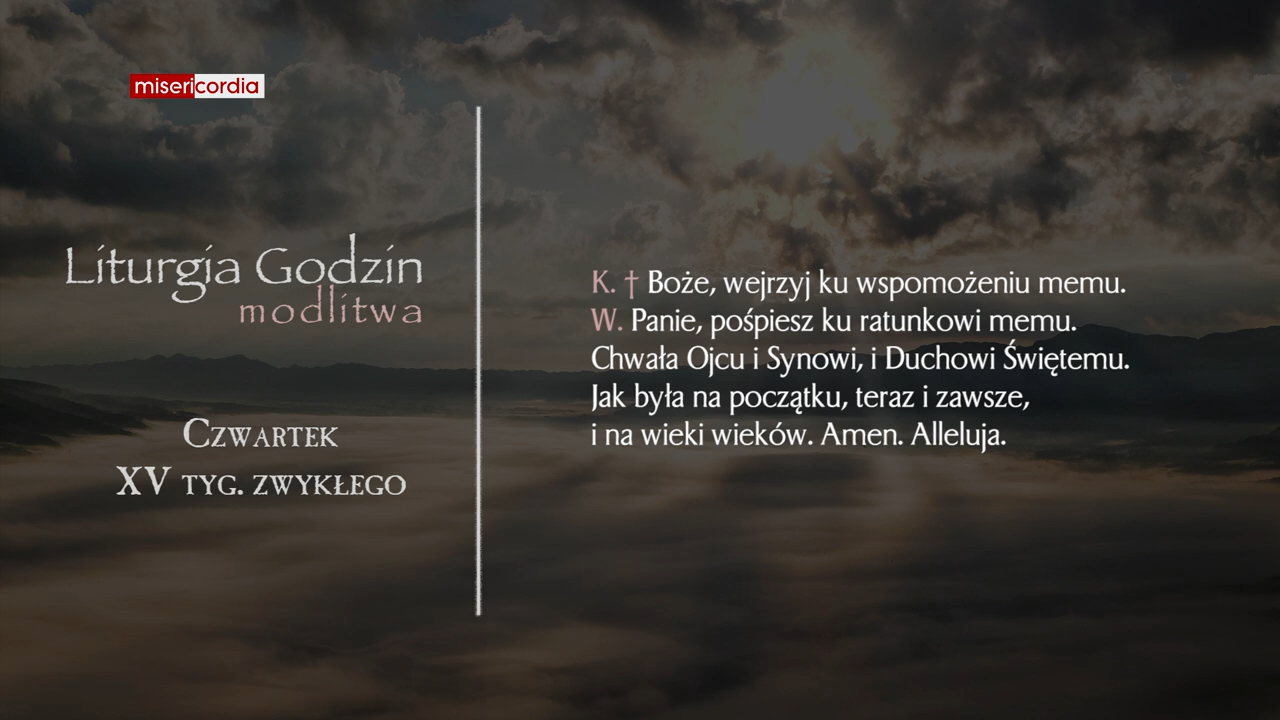 misericordia
Liturgia Godzin
modlitwa
Czwartek
XV tyg. zwykłego
K. † Boże, wejrzyj ku wspomożeniu memu.
W. Panie, pośpiesz ku ratunkowi memu.
Chwała Ojcu i Synowi, i Duchowi Świętemu.
Jak była na początku, teraz i zawsze,
i na wieki wieków. Amen. Alleluja.